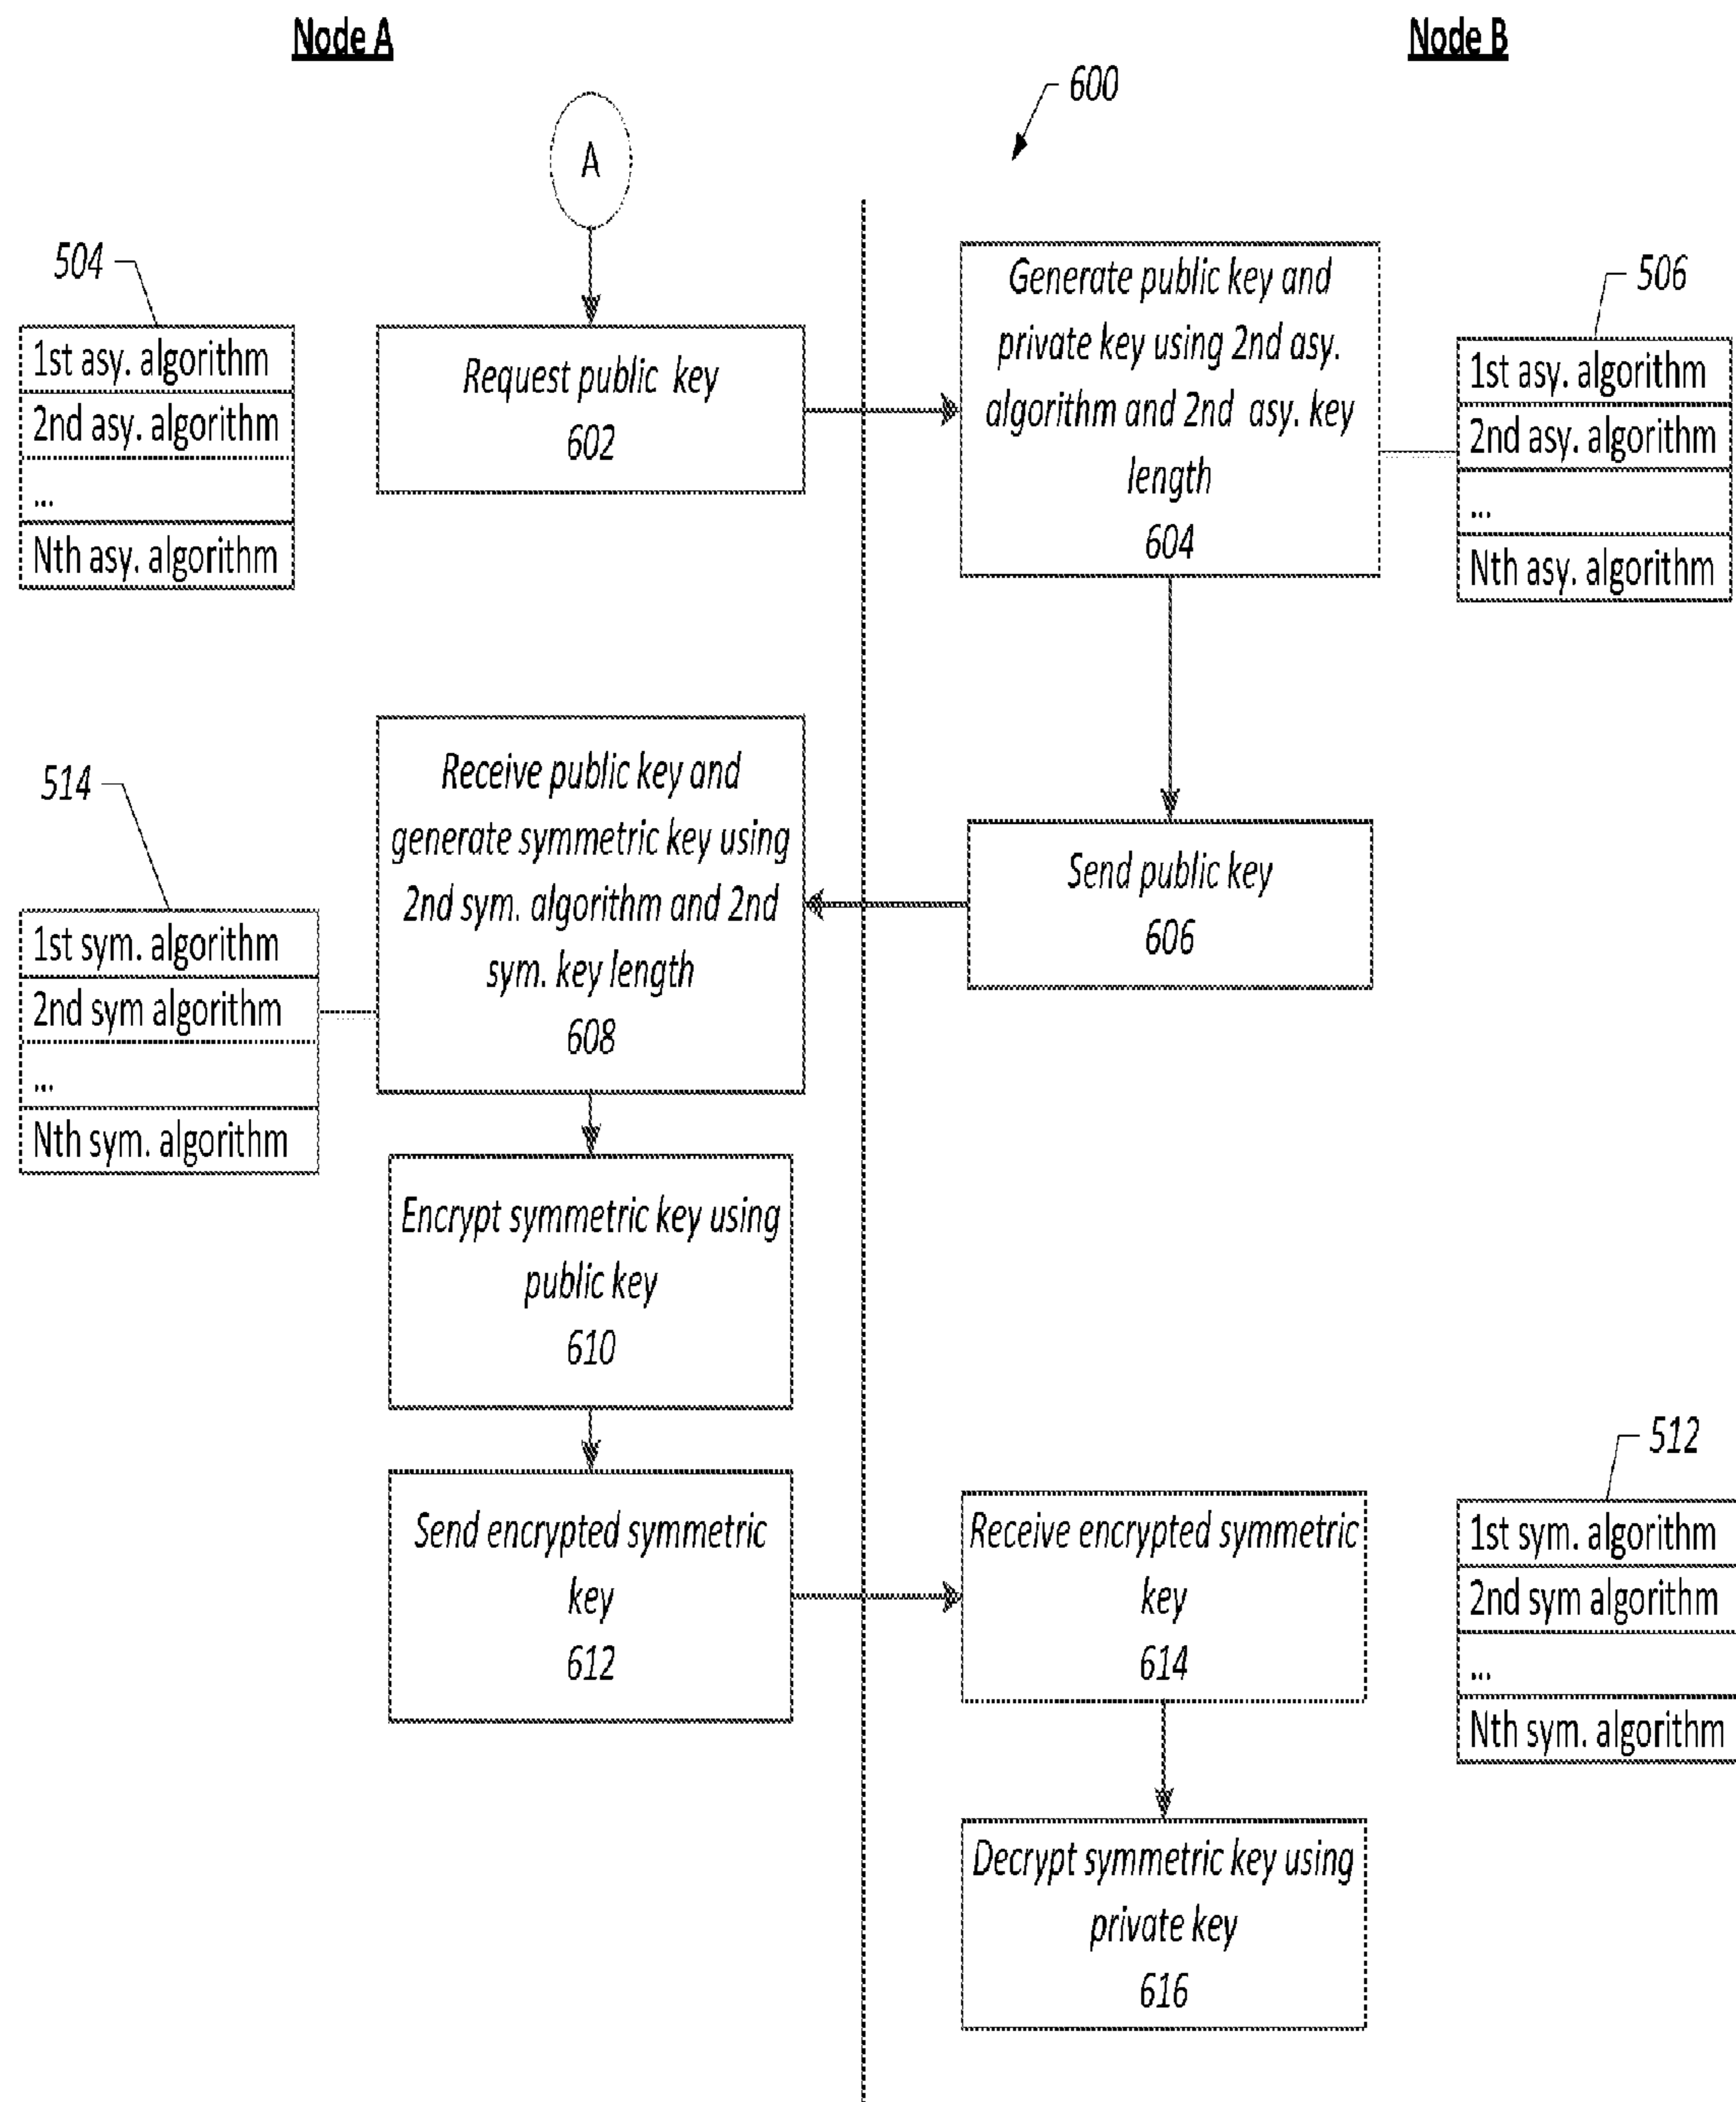 Node A
Node B
600
A
504
1st asy. algorithm
2nd asy. algorithm
...
Nth asy. algorithm
Request public key
602
Generate public key and
private key using 2nd asy.
algorithm and 2nd asy. key
length
604
506
1st asy. algorithm
2nd asy. algorithm
...
Nth asy. algorithm
514
1st sym. algorithm
2nd sym algorithm
...
Nth sym. algorithm
Receive public key and
generate symmetric key using
2nd sym. algorithm and 2nd
sym. key length
608
Send public key
606
Encrypt symmetric key using
public key
610
Send encrypted symmetric
key
612
Receive encrypted symmetric
key
614
512
1st sym. algorithm
2nd sym algorithm
...
Nth sym. algorithm
Decrypt symmetric key using
private key
616